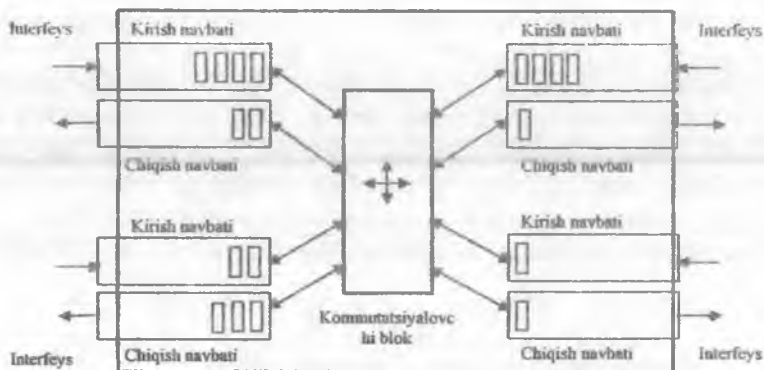 Interfeys
Kirish navbati
Kirish navbati
Interfeys
Chiqish navbati
Chiqish navbati
Kirish navbati
Kirish navbati
Kommutatsiyalovc
hi blok
Interfeys
Chiqish navbati
Chiqish navbati
Interfeys